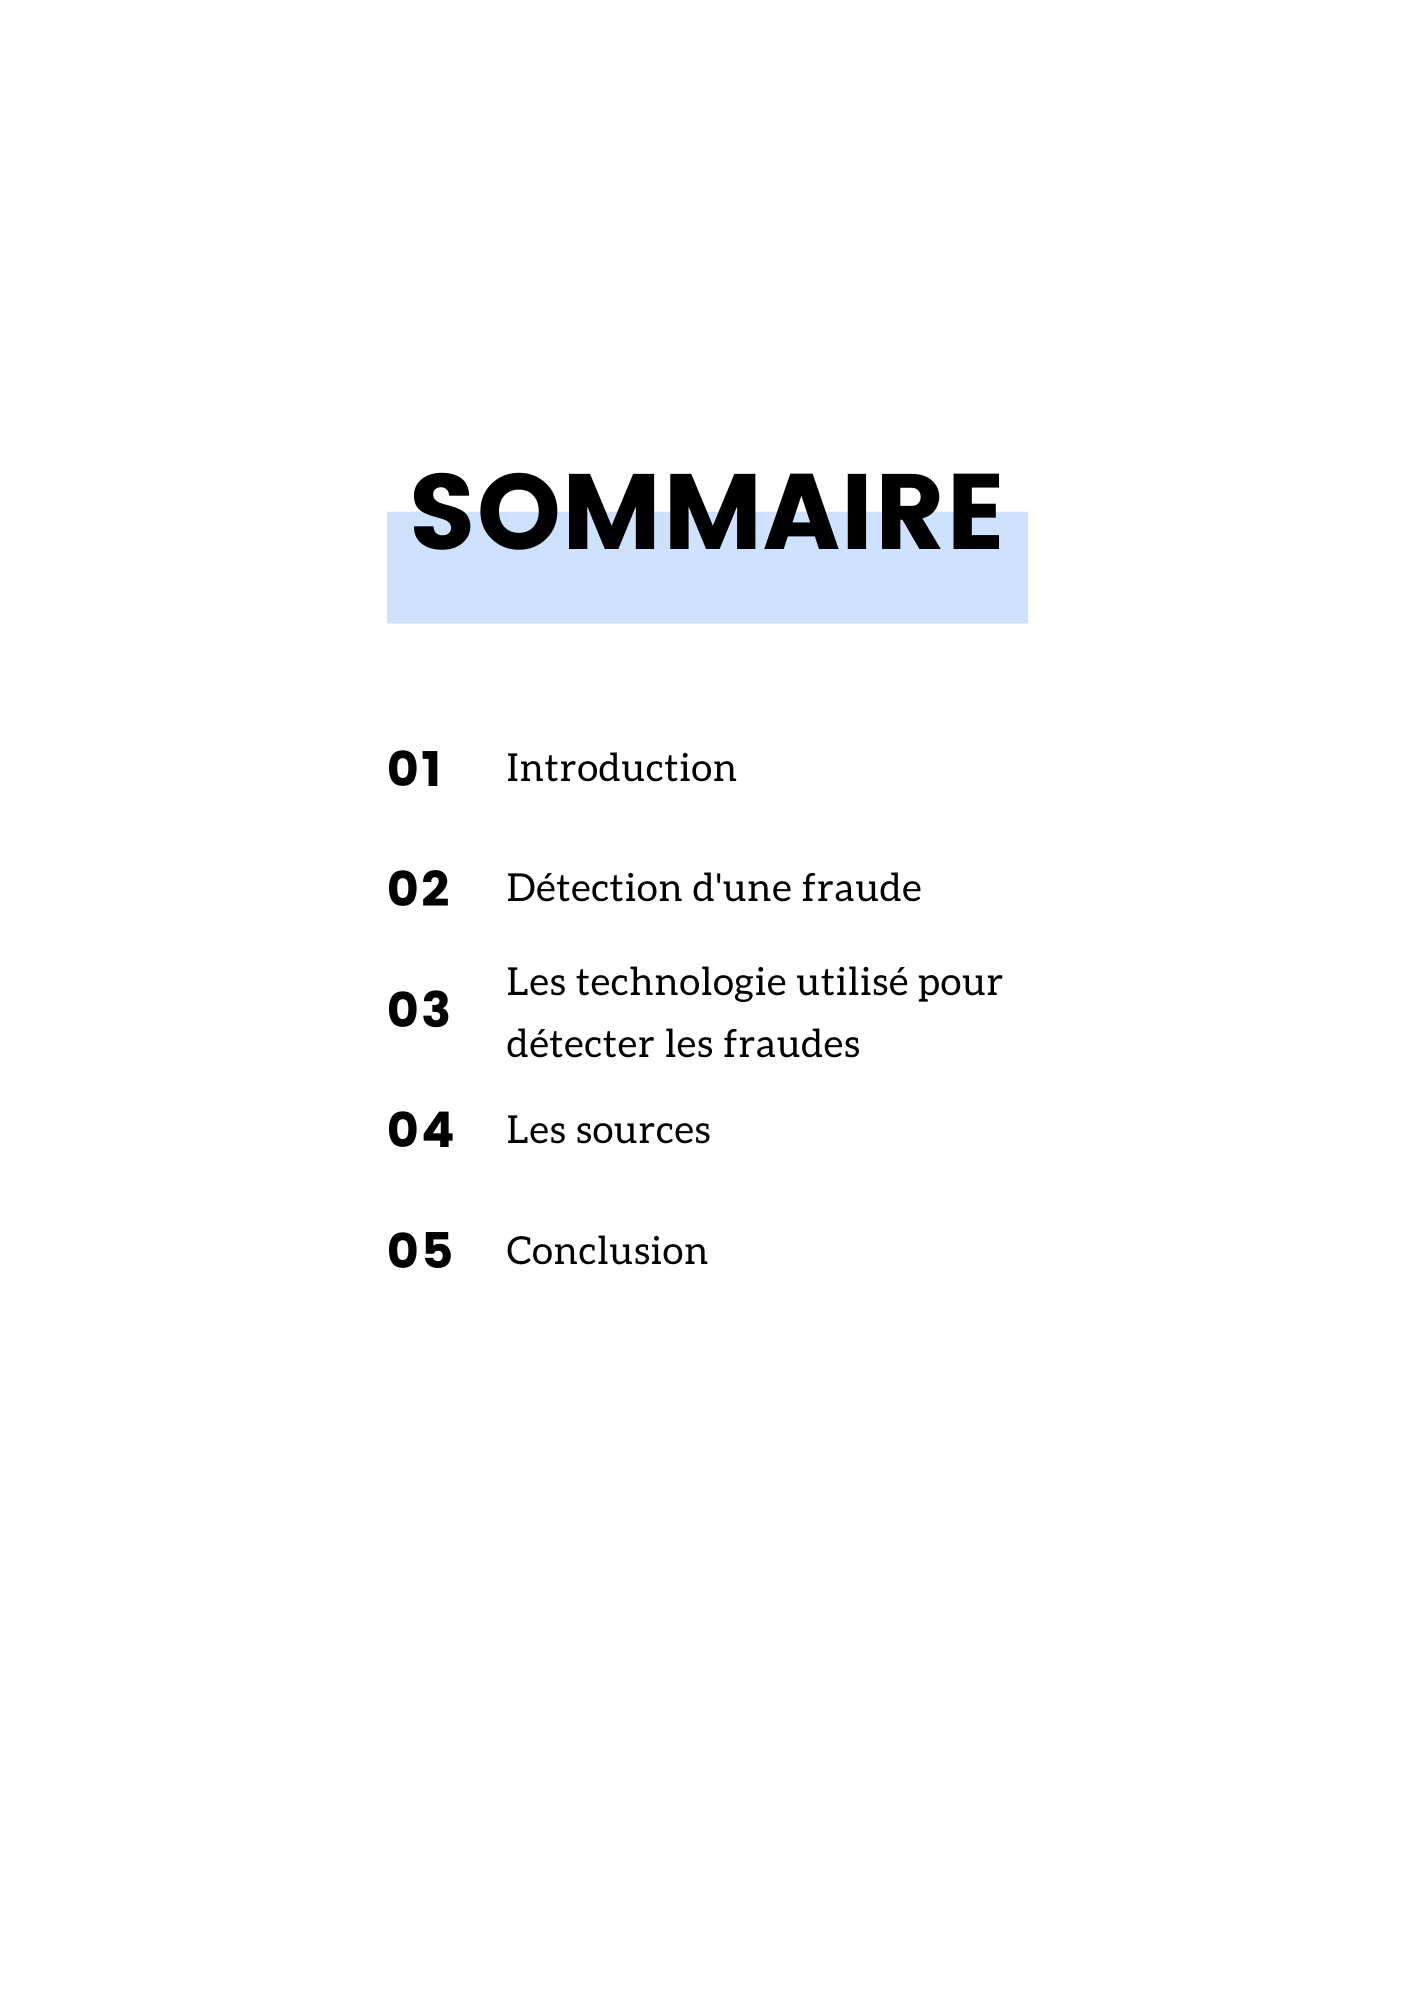 SOMMAIRE
01 Introduction
02 Détection d'une fraude
03 Les technologie utilisé pour
détecter les fraudes
04 Les sources
05 Conclusion